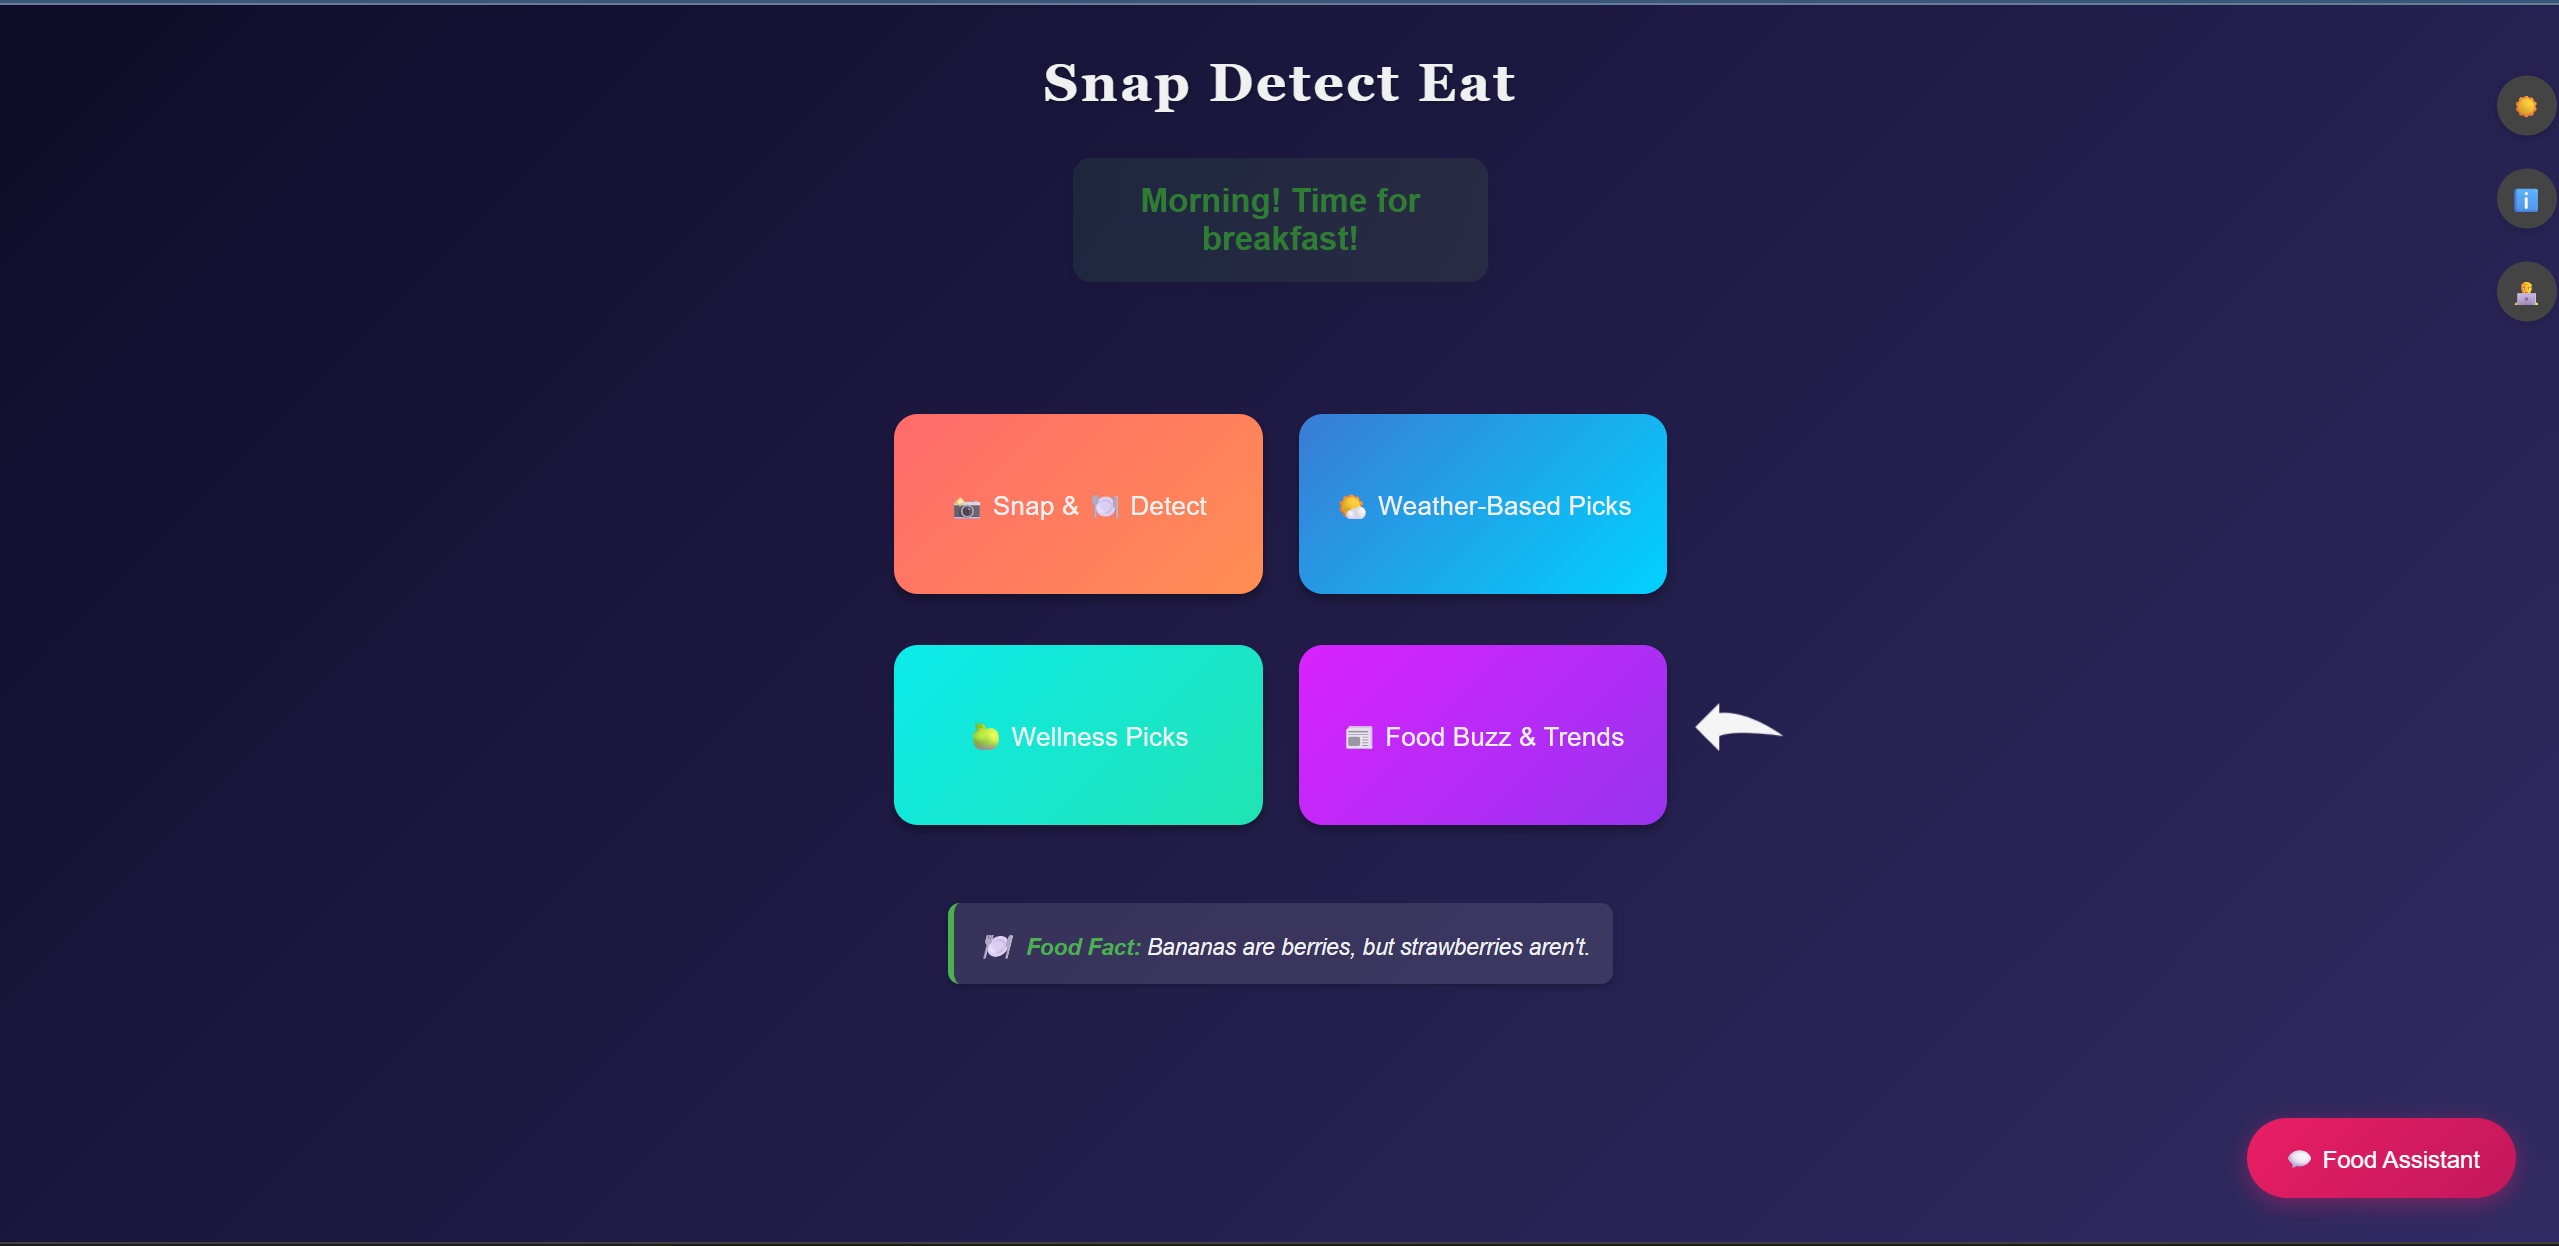 Snap Detect Eat
Morning! Time for
breakfast!
📸 Snap & 🍽️ Detect
🌤️ Weather-Based Picks
🍏 Wellness Picks
📰 Food Buzz & Trends
🍽️ Food Fact: Bananas are berries, but strawberries aren't.
💬 Food Assistant